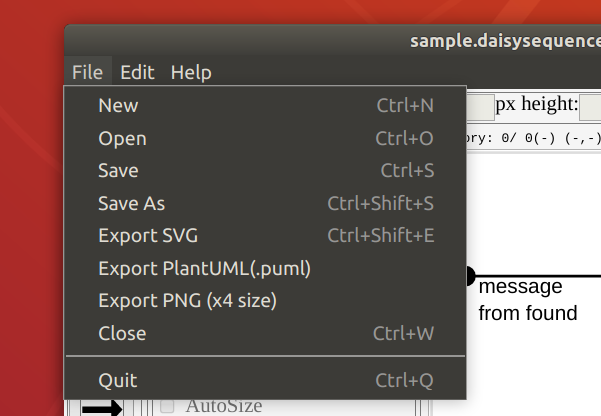 sample.daisysequence
File Edit Help
px height:
New Ctrl+N
Open Ctrl+O
ory: 0/ 0(-) (-,-)
Save Ctrl+S
Save As Ctrl+Shift+S
Export SVG Ctrl+Shift+E
Export PlantUML(.puml)
Export PNG (x4 size)
message
from found
Close Ctrl+W
Quit Ctrl+Q
AutoSize